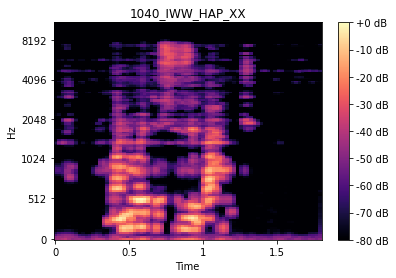 1040_IWW_HAP_XX
8192
4096
2048
1024
512
0
Hz
0
0.5
1
1.5
Time
+0 dB
-10 dB
-20 dB
-30 dB
-40 dB
-50 dB
-60 dB
-70 dB
-80 dB